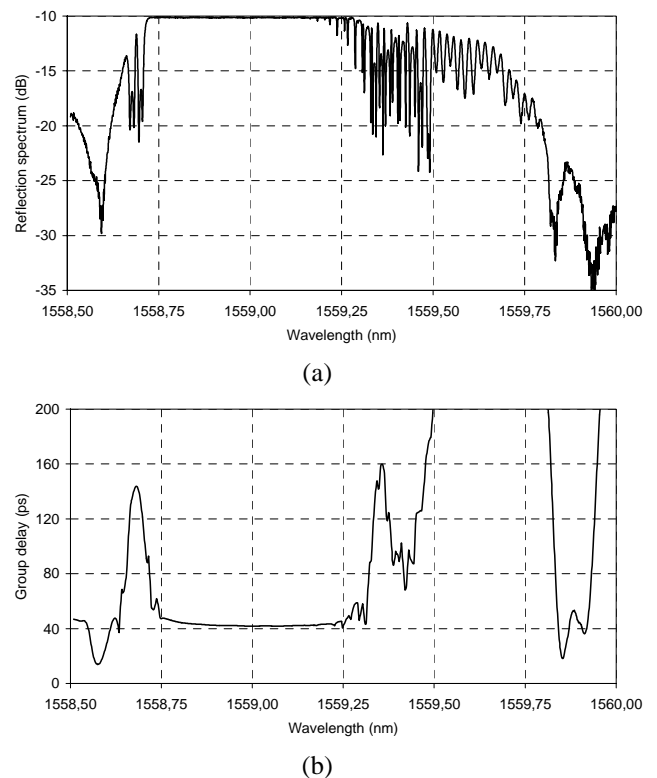 -10
-15
-20
-25
-30
-35
Reflection spectrum (dB)
1558,50 1558,75 1559,00 1559,25 1559,50 1559,75 1560,00
Wavelength (nm)
(a)
200
160
120
80
40
0
Group delay (ps)
1558,50 1558,75 1559,00 1559,25 1559,50 1559,75 1560,00
Wavelength (nm)
(b)